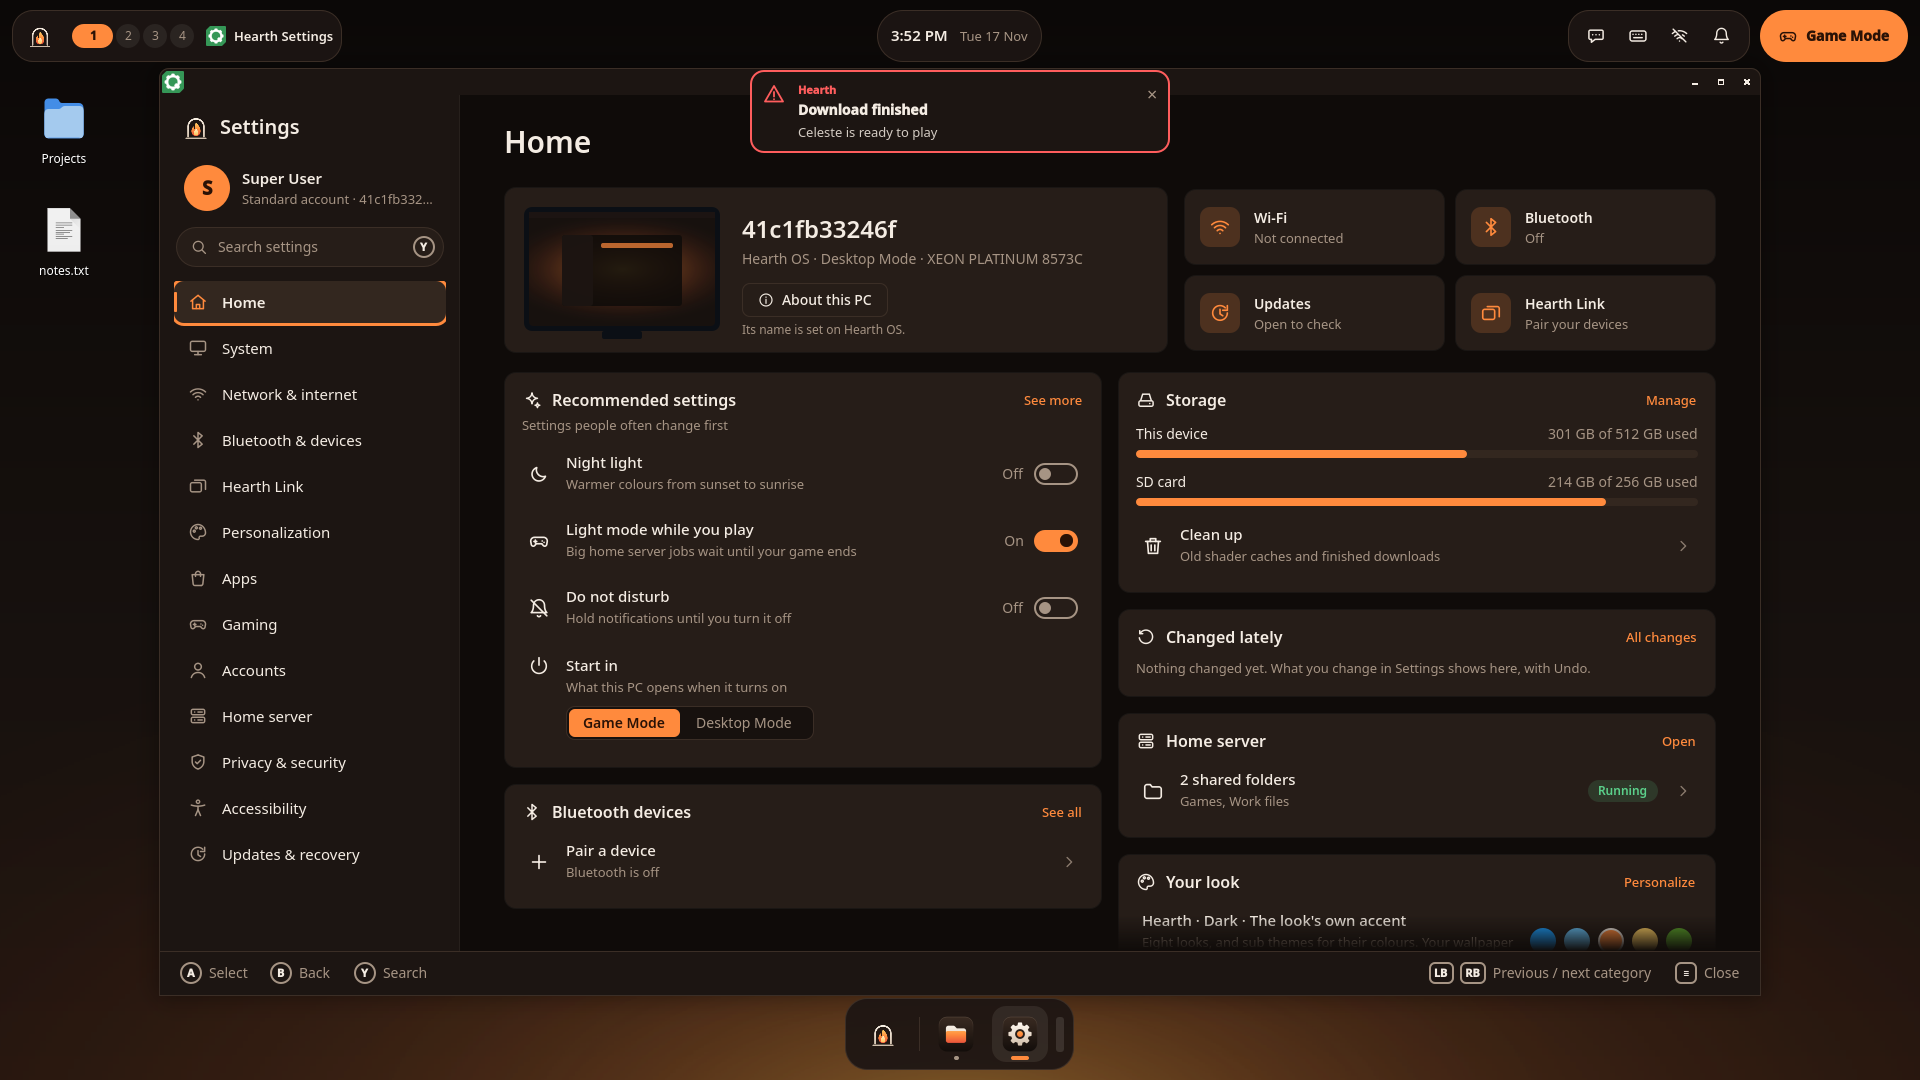 1 2 3 4 Hearth Settings
3:52 PM Tue 17 Nov
Game Mode
Projects
notes.txt
Hearth
Download finished
Celeste is ready to play
Settings
S
Super User
Standard account · 41c1fb332...
Search settings Y
Home
System
Network & internet
Bluetooth & devices
Hearth Link
Personalization
Apps
Gaming
Accounts
Home server
Privacy & security
Accessibility
Updates & recovery
Home
41c1fb33246f
Hearth OS · Desktop Mode · XEON PLATINUM 8573C
About this PC
Its name is set on Hearth OS.
Wi-Fi
Not connected
Bluetooth
Off
Updates
Open to check
Hearth Link
Pair your devices
Recommended settings See more
Settings people often change first
Night light
Warmer colours from sunset to sunrise
Off
Light mode while you play
Big home server jobs wait until your game ends
On
Do not disturb
Hold notifications until you turn it off
Off
Start in
What this PC opens when it turns on
Game Mode Desktop Mode
Bluetooth devices See all
Pair a device
Bluetooth is off
Storage Manage
This device 301 GB of 512 GB used
SD card 214 GB of 256 GB used
Clean up
Old shader caches and finished downloads
Changed lately All changes
Nothing changed yet. What you change in Settings shows here, with Undo.
Home server Open
2 shared folders
Games, Work files
Running
Your look Personalize
Hearth · Dark · The look's own accent
Eight looks, and sub themes for their colours. Your wallpaper
A Select B Back Y Search
LB RB Previous / next category Close